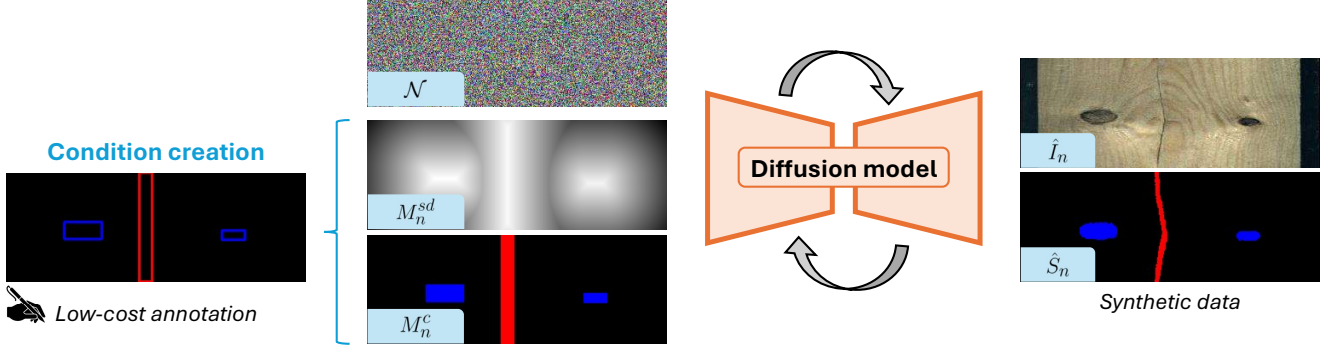 Condition creation
Low-cost annotation
𝒩
M_n^{sd}
M_n^c
Diffusion model
Î_n
Ŝ_n
Synthetic data